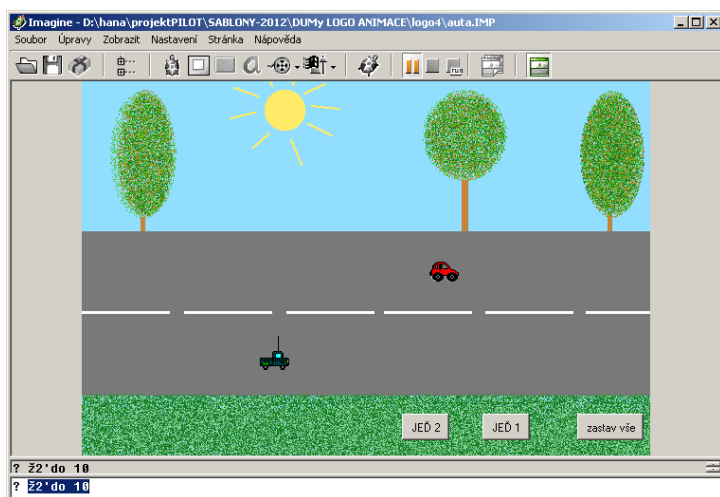 Imagine - D:\hana\projektPILOT\SABLONY-2012\DUMy LOGO ANIMACE\logo4\auta.IMP
Soubor Úpravy Zobrazit Nastavení Stránka Nápověda
JEĎ 2 JEĎ 1 zastav vše
? ž2'do 10
? ž2'do 10